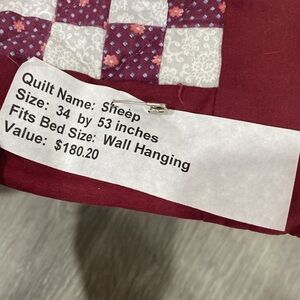 Quilt Name: Sheep
Size: 34 by 53 inches
Fits Bed Size: Wall Hanging
Value: $180.20